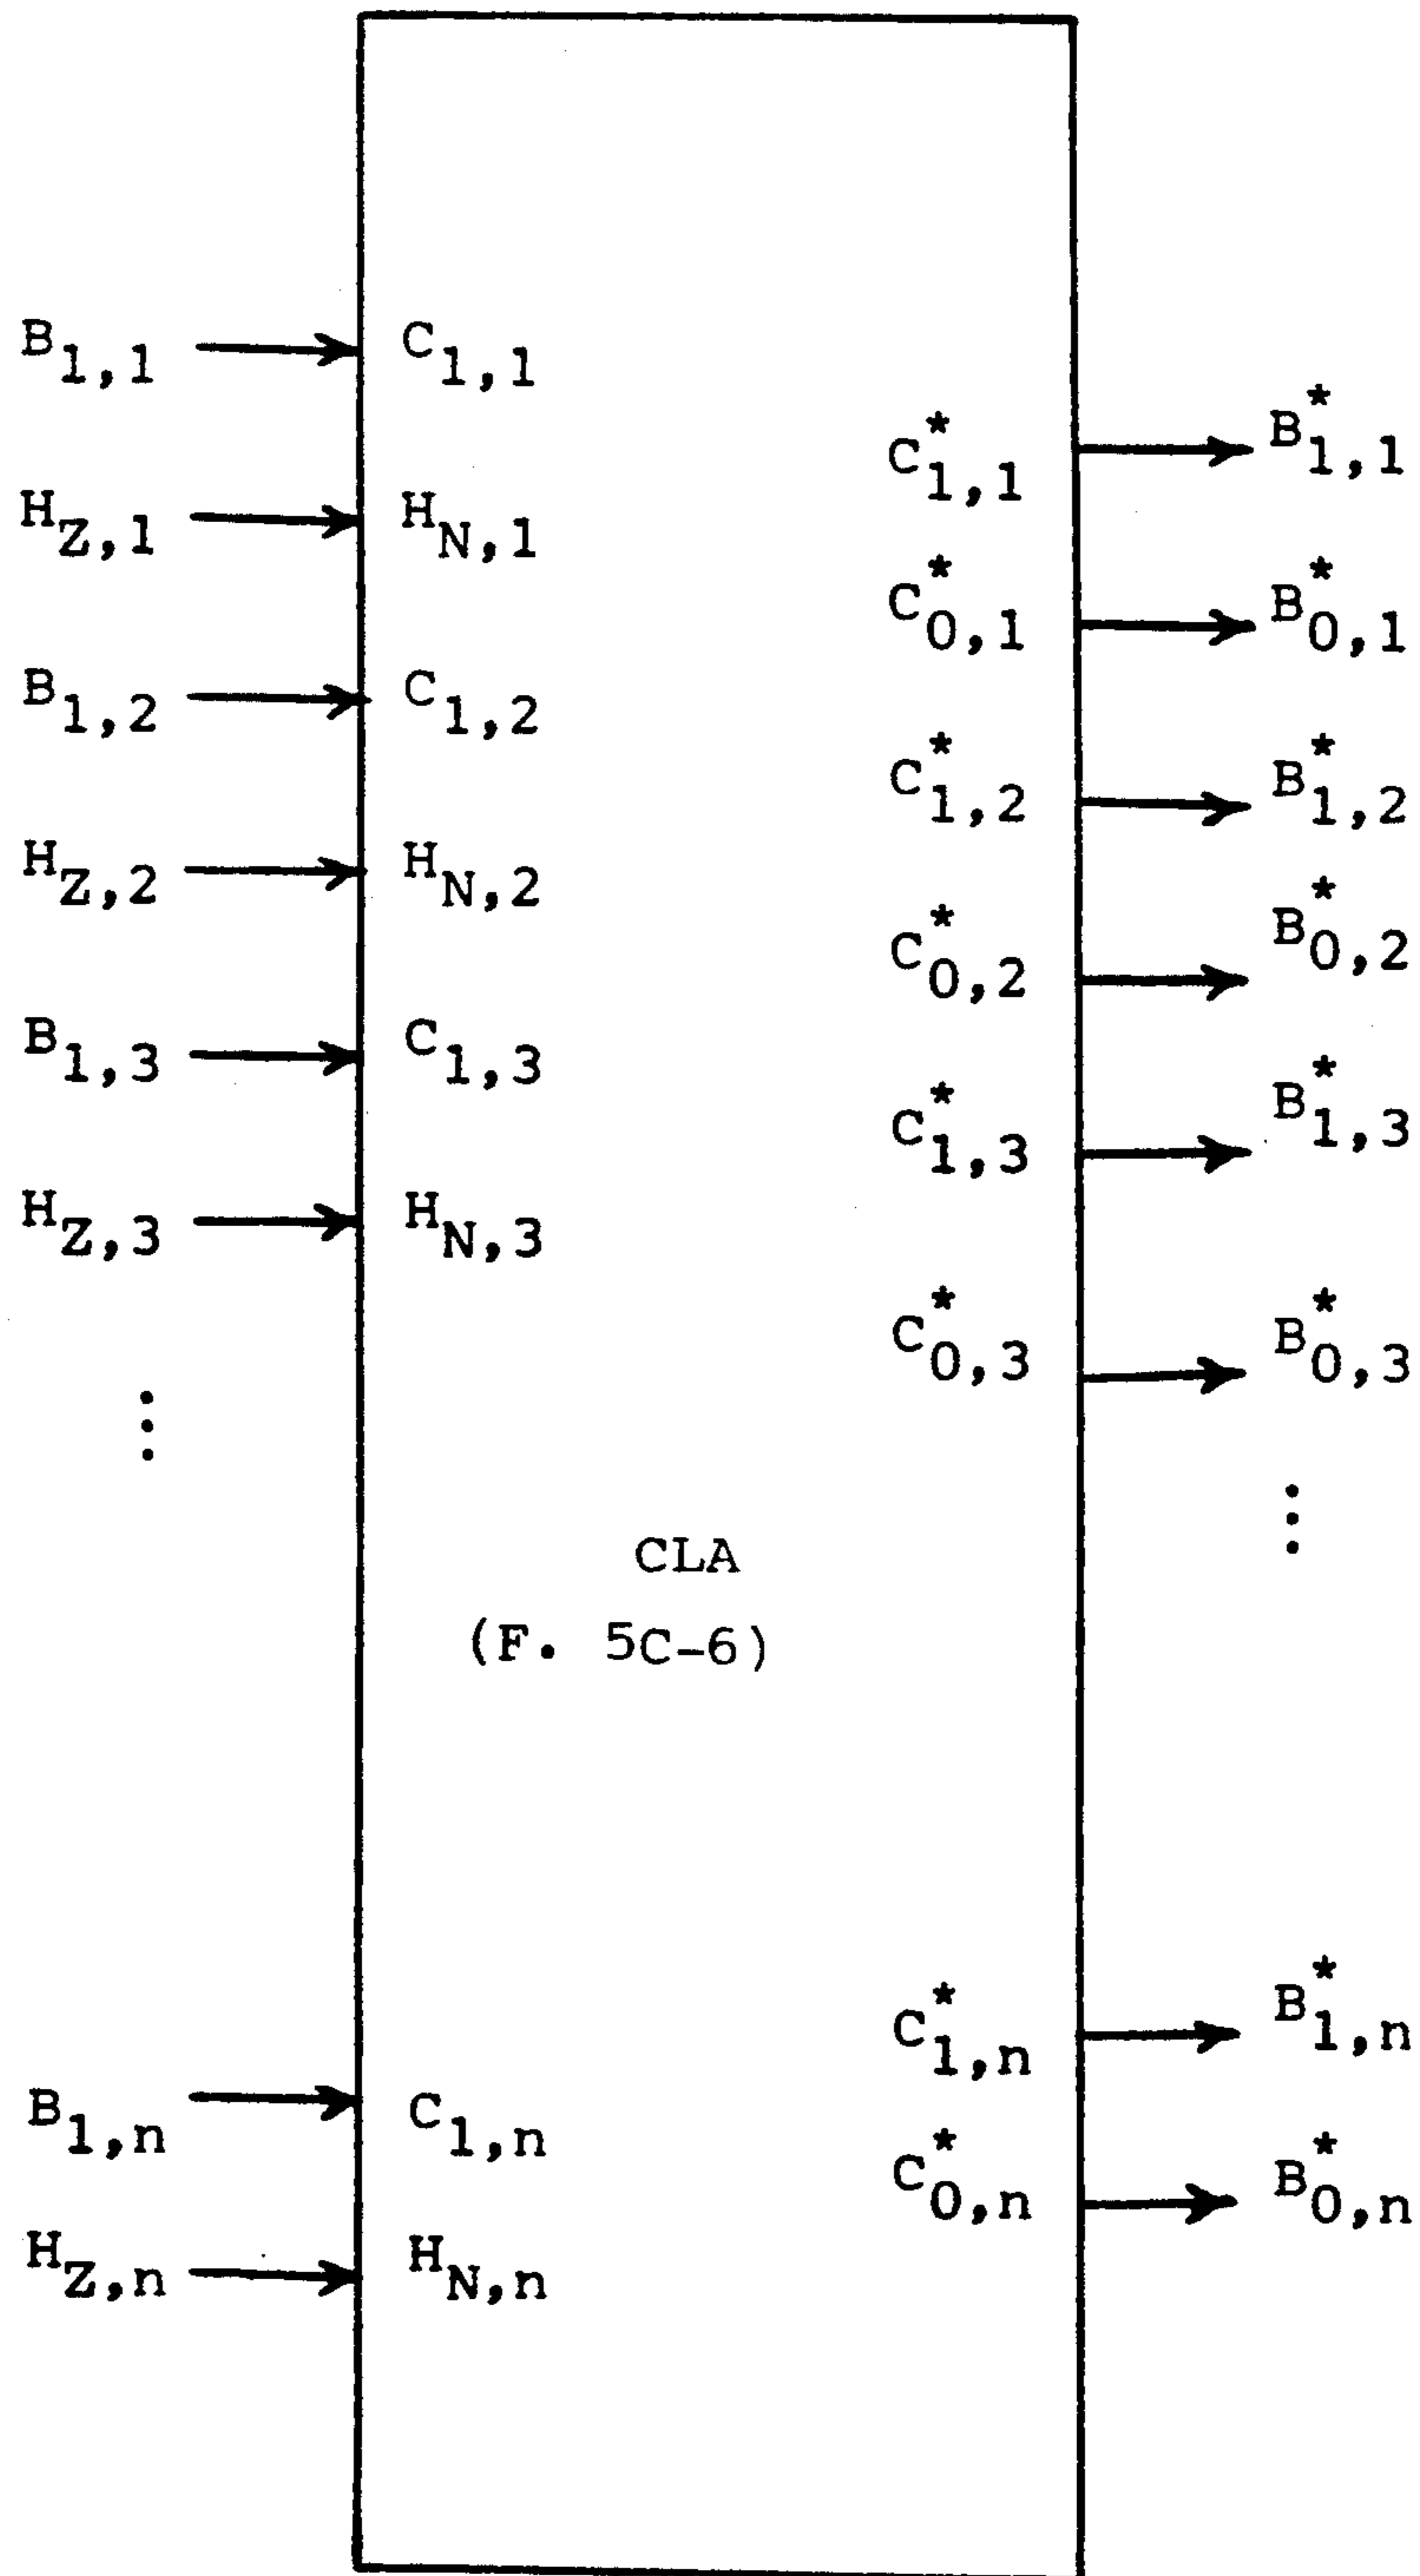 B1,1 C1,1
C*1,1 B*1,1
HZ,1 HN,1
C*0,1 B*0,1
B1,2 C1,2
C*1,2 B*1,2
HZ,2 HN,2
C*0,2 B*0,2
B1,3 C1,3
C*1,3 B*1,3
HZ,3 HN,3
C*0,3 B*0,3
⋮
⋮
CLA
(F. 5C-6)
C*1,n B*1,n
B1,n C1,n
C*0,n B*0,n
HZ,n HN,n